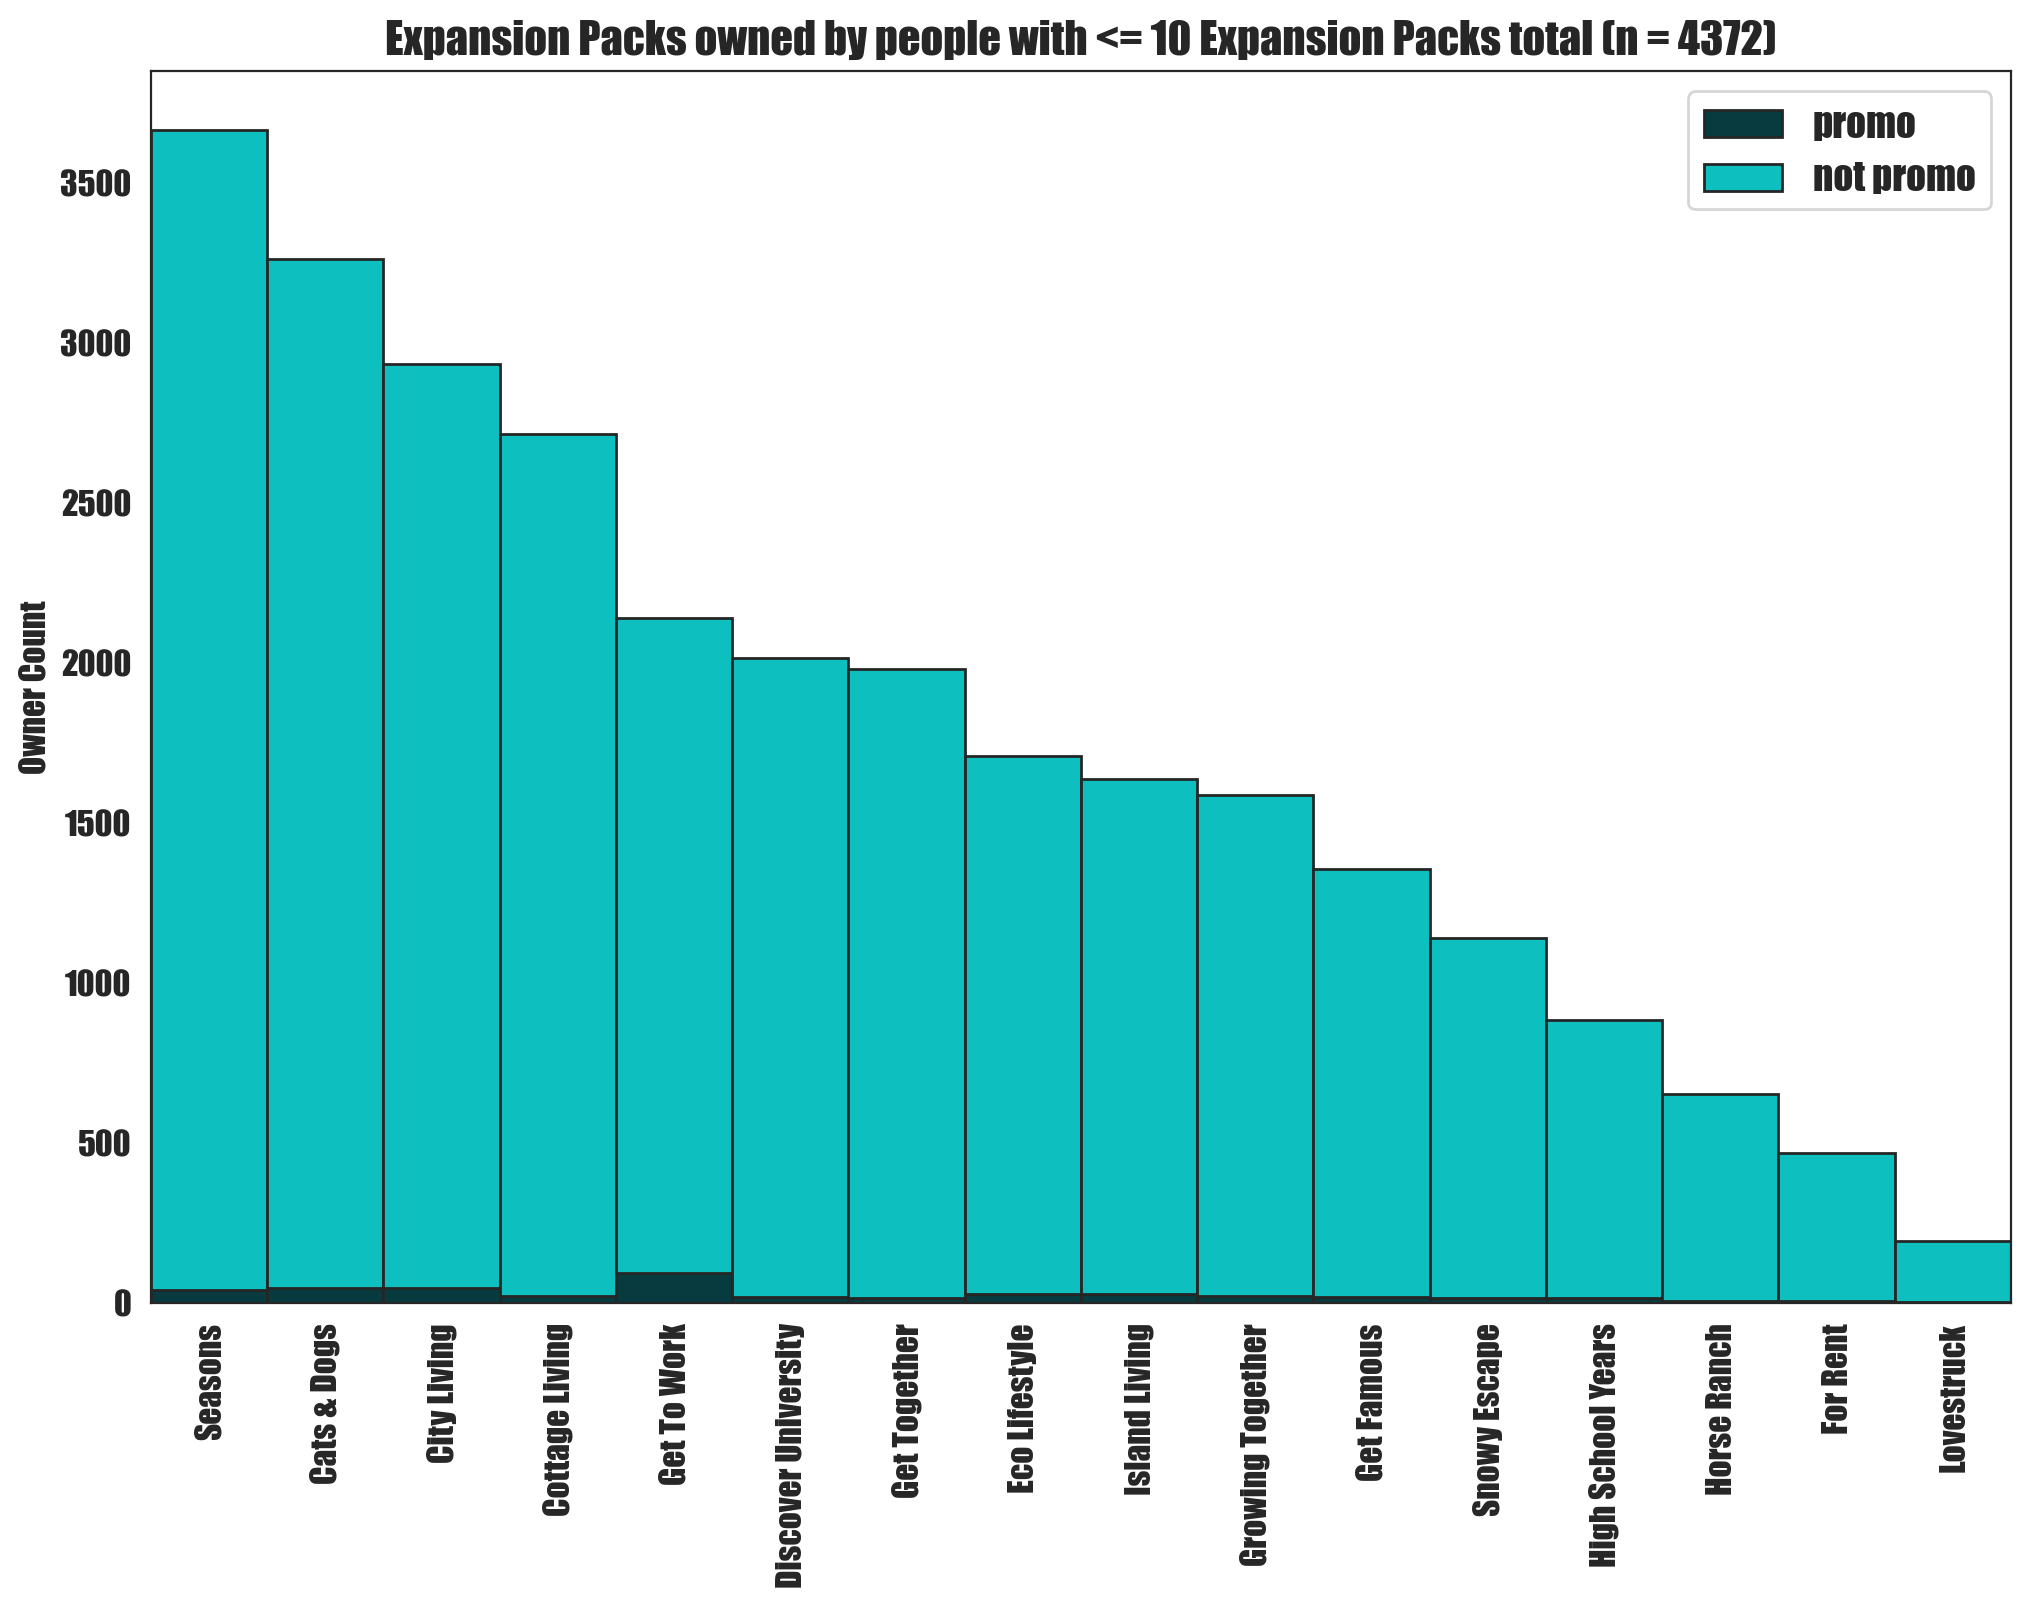 Expansion Packs owned by people with <= 10 Expansion Packs total (n = 4372)
promo
not promo
Owner Count
3500
3000
2500
2000
1500
1000
500
0
Seasons
Cats & Dogs
City Living
Cottage Living
Get To Work
Discover University
Get Together
Eco Lifestyle
Island Living
Growing Together
Get Famous
Snowy Escape
High School Years
Horse Ranch
For Rent
Lovestruck